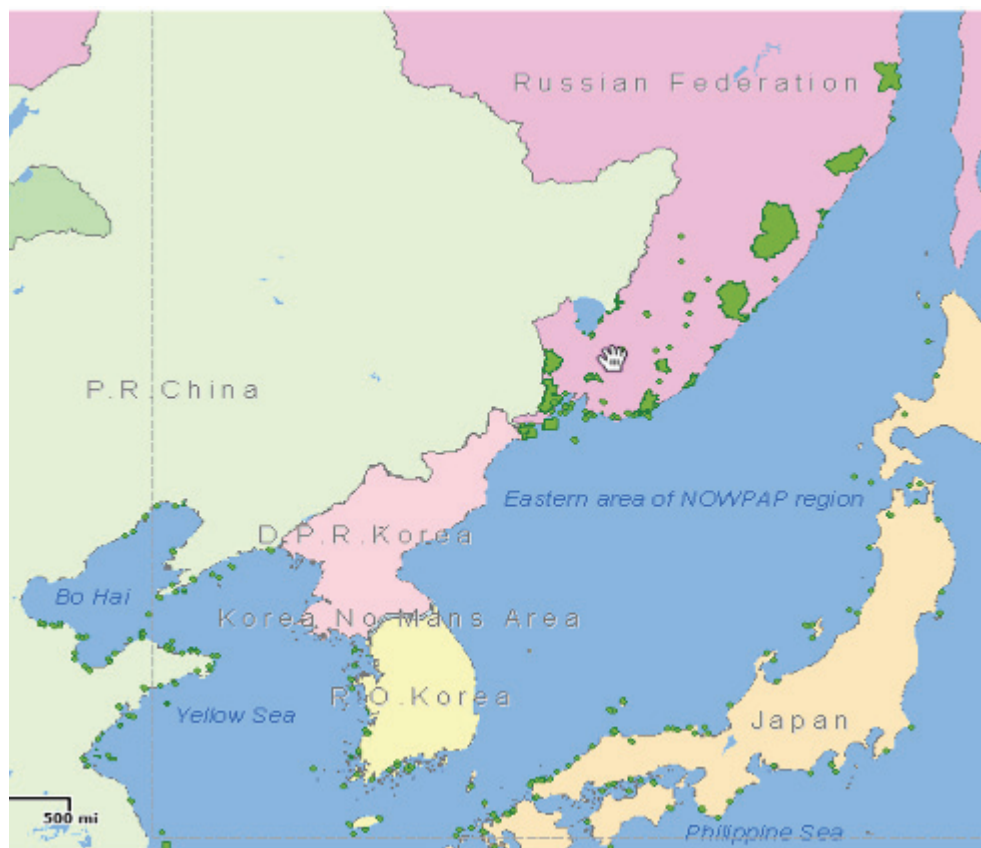 Russian Federation
P.R.China
Eastern area of NOWPAP region
D.P.R.Korea
Bo Hai
Korea No Mans Area
R.O.Korea
Yellow Sea
Japan
500 mi
Philippine Sea